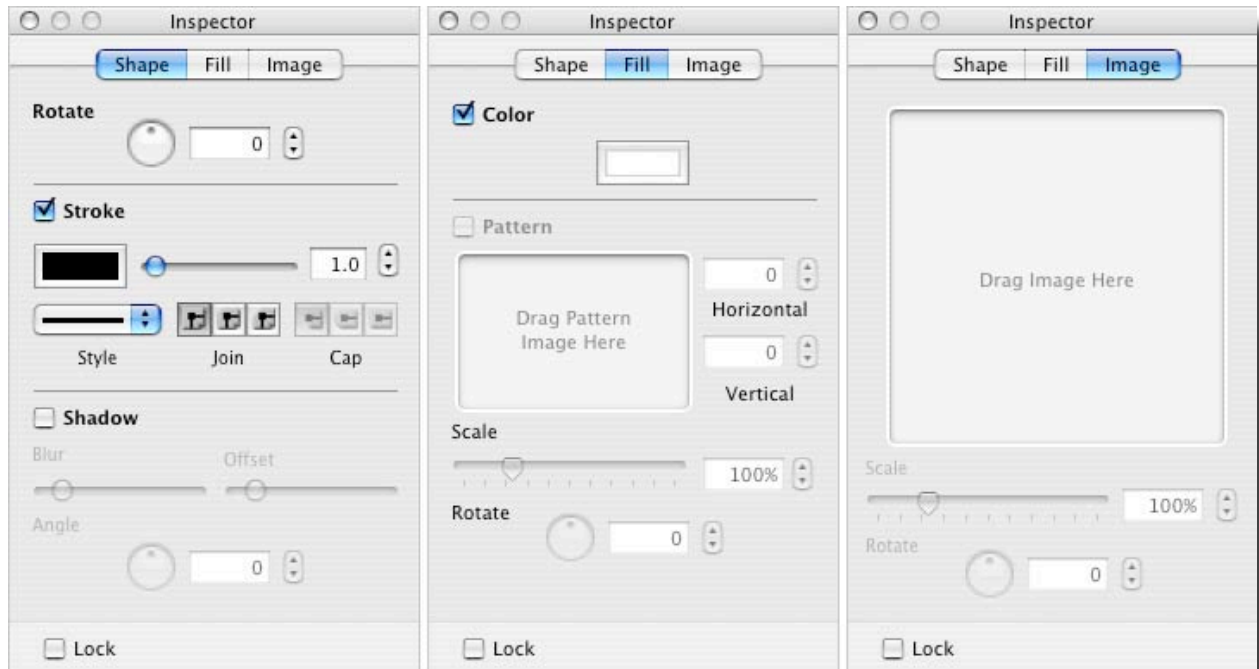 Inspector
Shape Fill Image
Rotate
0
Stroke
1.0
Style Join Cap
Shadow
Blur Offset
Angle
0
Lock
Inspector
Shape Fill Image
Color
Pattern
Drag Pattern
Image Here
0
Horizontal
0
Vertical
Scale
100%
Rotate
0
Lock
Inspector
Shape Fill Image
Drag Image Here
Scale
100%
Rotate
0
Lock